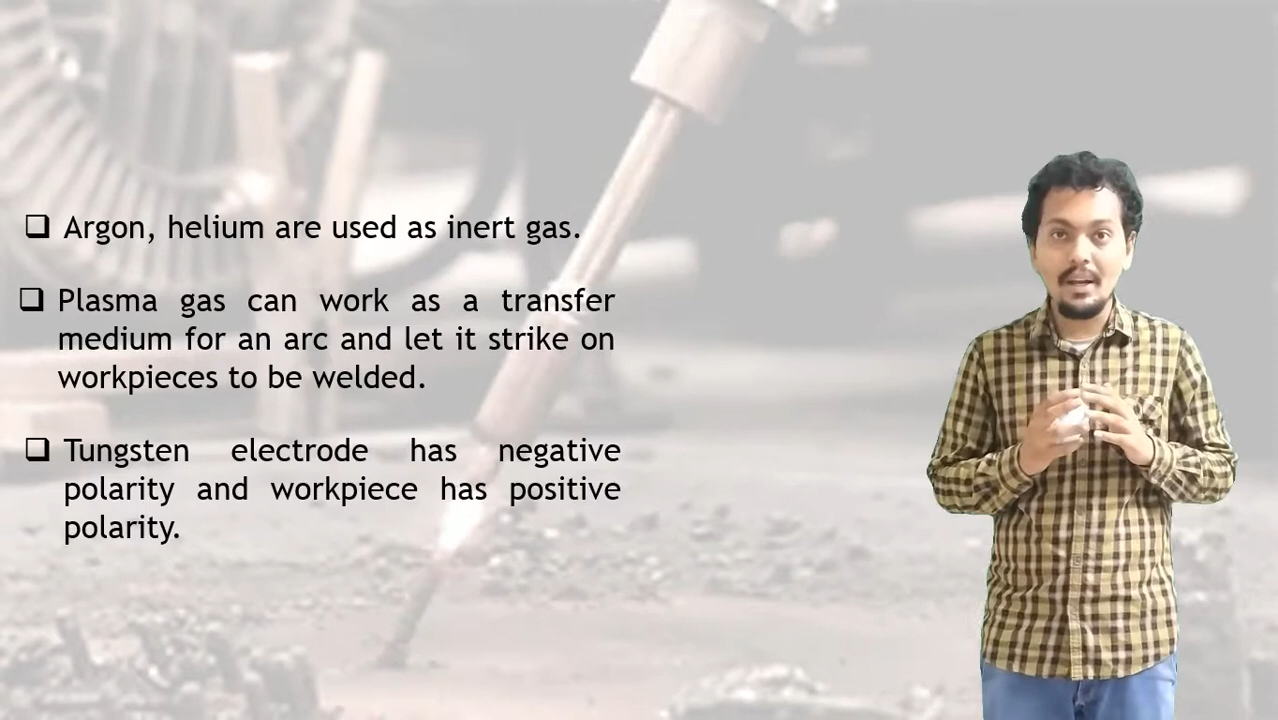 ❑ Argon, helium are used as inert gas.
❑ Plasma gas can work as a transfer
medium for an arc and let it strike on
workpieces to be welded.
❑ Tungsten electrode has negative
polarity and workpiece has positive
polarity.